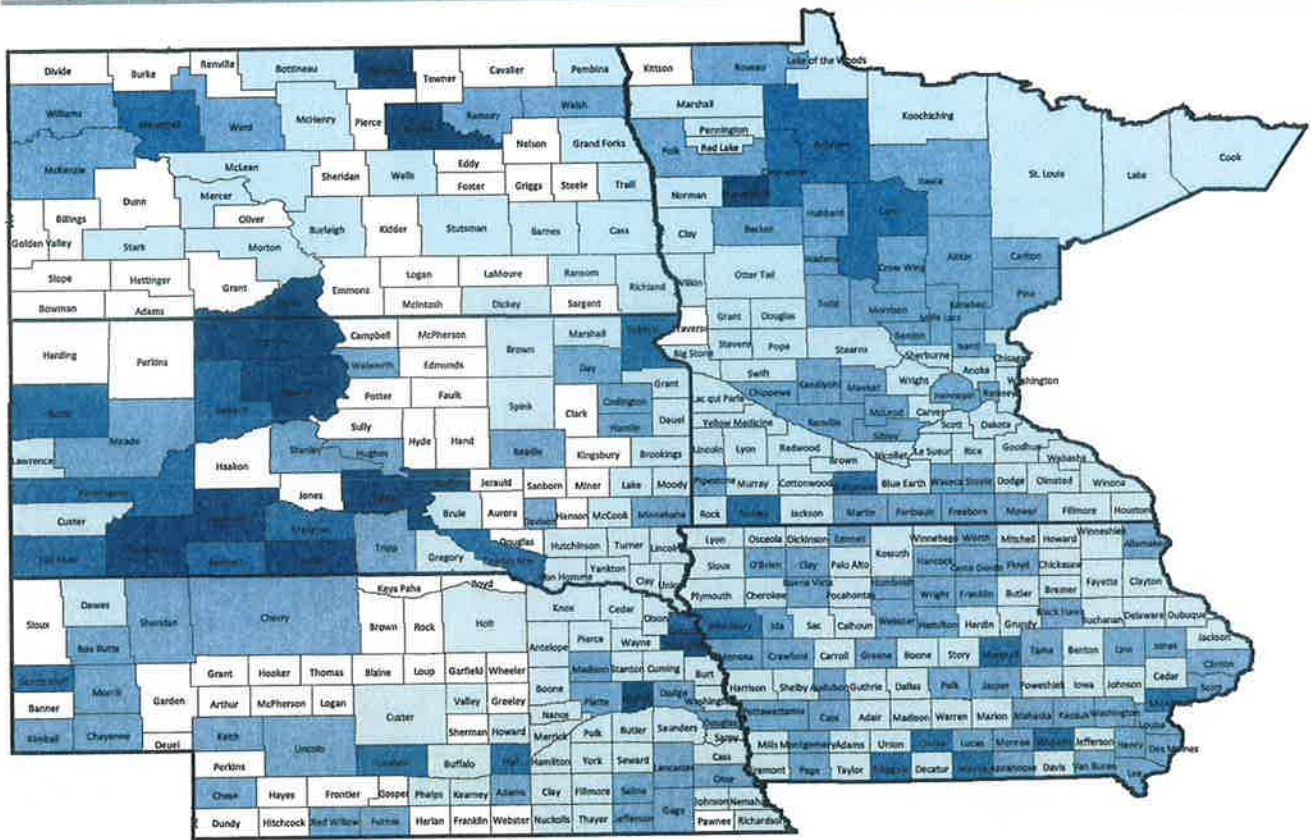 Divide Burke Renville Bottineau Towner Cavalier Pembina
Williams Ward McHenry Pierce Ramsey Walsh
McKenzie McLean Sheridan Wells Eddy Nelson Grand Forks
Foster Griggs Steele Traill
Dunn Mercer Oliver
Billings Golden Valley Stark Morton Burleigh Kidder Stutsman Barnes Cass
Slope Hettinger Grant Emmons Logan LaMoure Ransom Richland
Bowman Adams McIntosh Dickey Sargent
Kittson Roseau Lake of the Woods
Marshall Koochiching
Pennington
Polk Red Lake
St. Louis Lake Cook
Norman Clearwater Itasca
Clay Becker Hubbard Cass
Wilkin Otter Tail Wadena Crow Wing Aitkin Carlton
Grant Douglas Todd Morrison Mille Lacs Kanabec Pine
Stevens Pope Stearns Benton Isanti
Big Stone Swift Sherburne Anoka Chisago
Lac qui Parle Chippewa Kandiyohi Meeker Wright Hennepin Ramsey Washington
Yellow Medicine Renville McLeod Carver Scott Dakota
Sibley
Lincoln Lyon Redwood Brown Nicollet Le Sueur Rice Goodhue Wabasha
Pipestone Murray Cottonwood Blue Earth Waseca Steele Dodge Olmsted Winona
Rock Jackson Martin Faribault Freeborn Mower Fillmore Houston
Harding Perkins Campbell McPherson Brown Marshall
Walworth Edmunds Day
Butte Potter Faulk Spink Grant
Meade Sully Clark Codington
Hamlin Deuel
Lawrence Haakon Stanley Hughes Hyde Hand Beadle Kingsbury Brookings
Pennington Jones Jerauld Sanborn Miner Lake Moody
Custer Brule Aurora Davison Hanson McCook Minnehaha
Tripp Gregory Douglas Hutchinson Turner Lincoln
Yankton Clay Union
Sioux Dawes Sheridan Cherry Keya Paha Boyd Knox Cedar
Box Butte Brown Rock Holt Pierce Wayne
Antelope
Morrill Garden Grant Hooker Thomas Blaine Loup Garfield Wheeler Madison Stanton Cuming Burt
Banner Arthur McPherson Logan Custer Valley Greeley Boone Platte Dodge Washington
Kimball Cheyenne Deuel Keith Lincoln Sherman Howard Nance Merrick Polk Butler Saunders Douglas Sarpy
Perkins Buffalo Hall Hamilton York Seward Lancaster Cass
Otoe
Chase Hayes Frontier Gosper Phelps Kearney Adams Clay Fillmore Saline Gage Johnson Nemaha
Dundy Hitchcock Red Willow Furnas Harlan Franklin Webster Nuckolls Thayer Jefferson Pawnee Richardson
Lyon Osceola Dickinson Emmet Winnebago Worth Mitchell Howard Winneshiek Allamakee
Kossuth
Sioux O'Brien Clay Palo Alto Hancock Cerro Gordo Floyd Chickasaw
Fayette Clayton
Plymouth Cherokee Buena Vista Pocahontas Humboldt Wright Franklin Butler Bremer
Woodbury Ida Sac Calhoun Webster Hamilton Hardin Grundy Black Hawk Buchanan Delaware Dubuque
Monona Crawford Carroll Greene Boone Story Marshall Tama Benton Linn Jones Jackson
Clinton
Harrison Shelby Audubon Guthrie Dallas Polk Jasper Poweshiek Iowa Johnson Cedar
Scott
Pottawattamie Cass Adair Madison Warren Marion Mahaska Keokuk Washington Louisa
Mills Montgomery Adams Union Clarke Lucas Monroe Wapello Jefferson Henry Des Moines
Fremont Page Taylor Ringgold Decatur Wayne Appanoose Davis Van Buren Lee